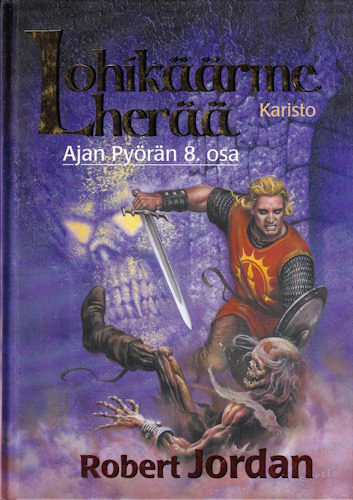 Lohikäärme
herää
Karisto
Ajan Pyörän 8. osa
Robert Jordan